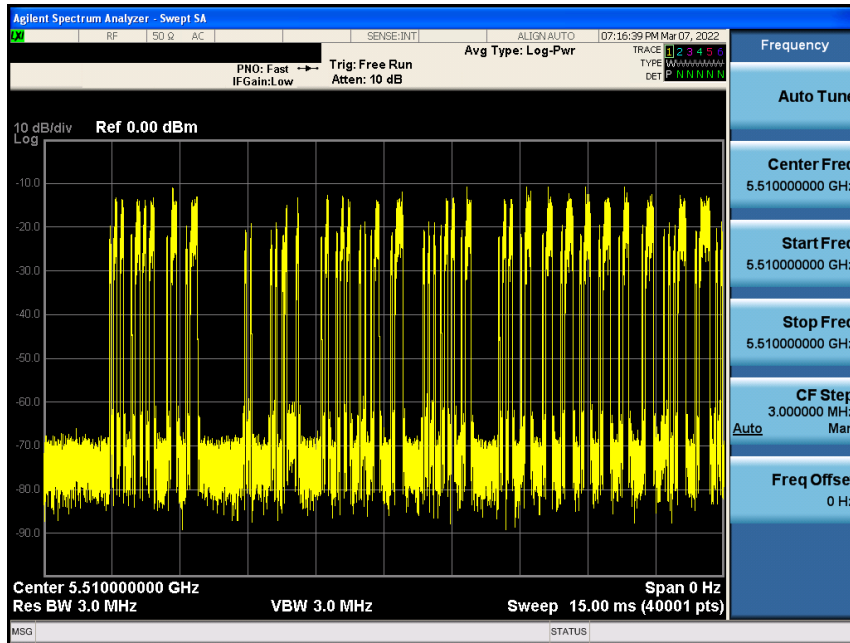 Agilent Spectrum Analyzer - Swept SA
LXI RF 50 Ω AC SENSE:INT ALIGN AUTO 07:16:39 PM Mar 07, 2022
Avg Type: Log-Pwr
TRACE 1 2 3 4 5 6
PNO: Fast Trig: Free Run
TYPE
IFGain:Low Atten: 10 dB
DET P N N N N N
10 dB/div Ref 0.00 dBm
Log
-10.0
-20.0
-30.0
-40.0
-50.0
-60.0
-70.0
-80.0
-90.0
Center 5.510000000 GHz Span 0 Hz
Res BW 3.0 MHz VBW 3.0 MHz Sweep 15.00 ms (40001 pts)
MSG STATUS
Frequency
Auto Tune
Center Freq
5.510000000 GHz
Start Freq
5.510000000 GHz
Stop Freq
5.510000000 GHz
CF Step
3.000000 MHz
Auto Man
Freq Offset
0 Hz